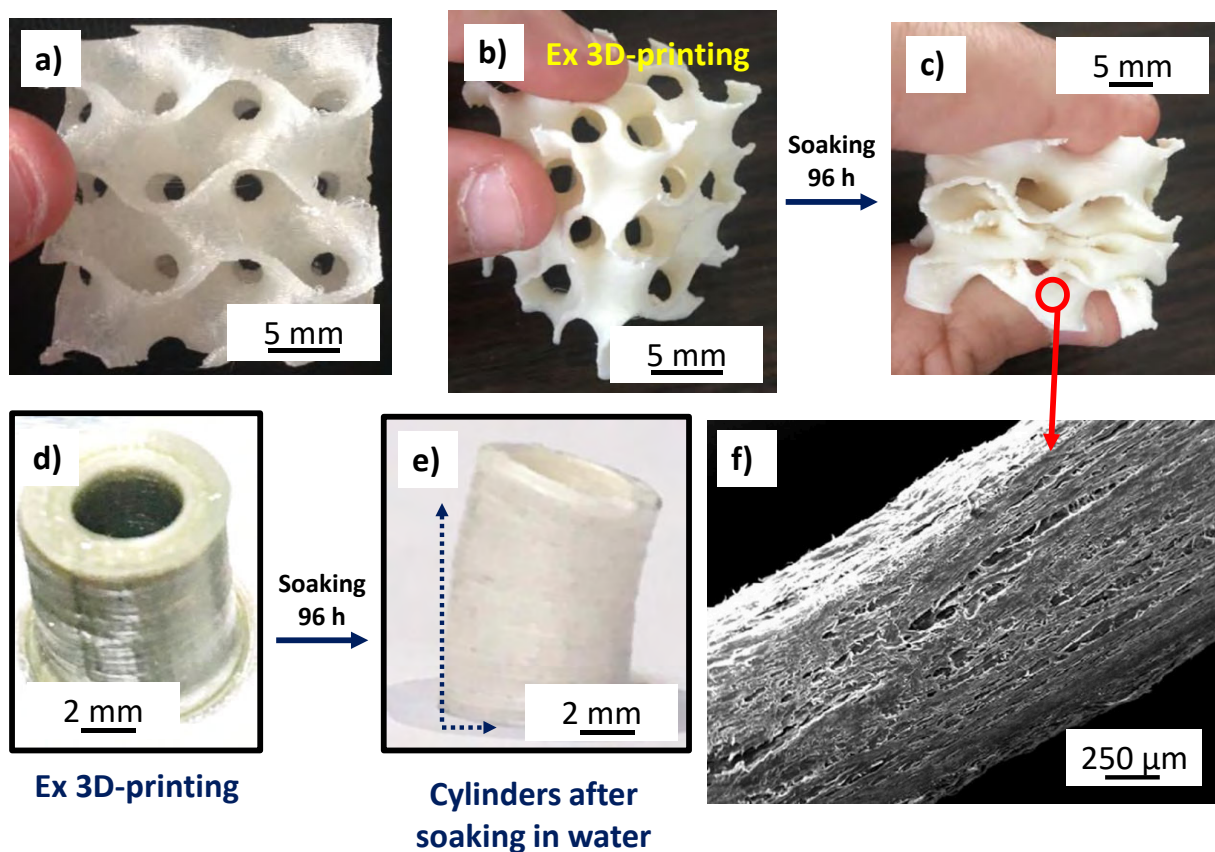 a)
5 mm
b)
Ex 3D-printing
5 mm
Soaking
96 h
c)
5 mm
d)
2 mm
Ex 3D-printing
Soaking
96 h
e)
2 mm
Cylinders after
soaking in water
f)
250 μm